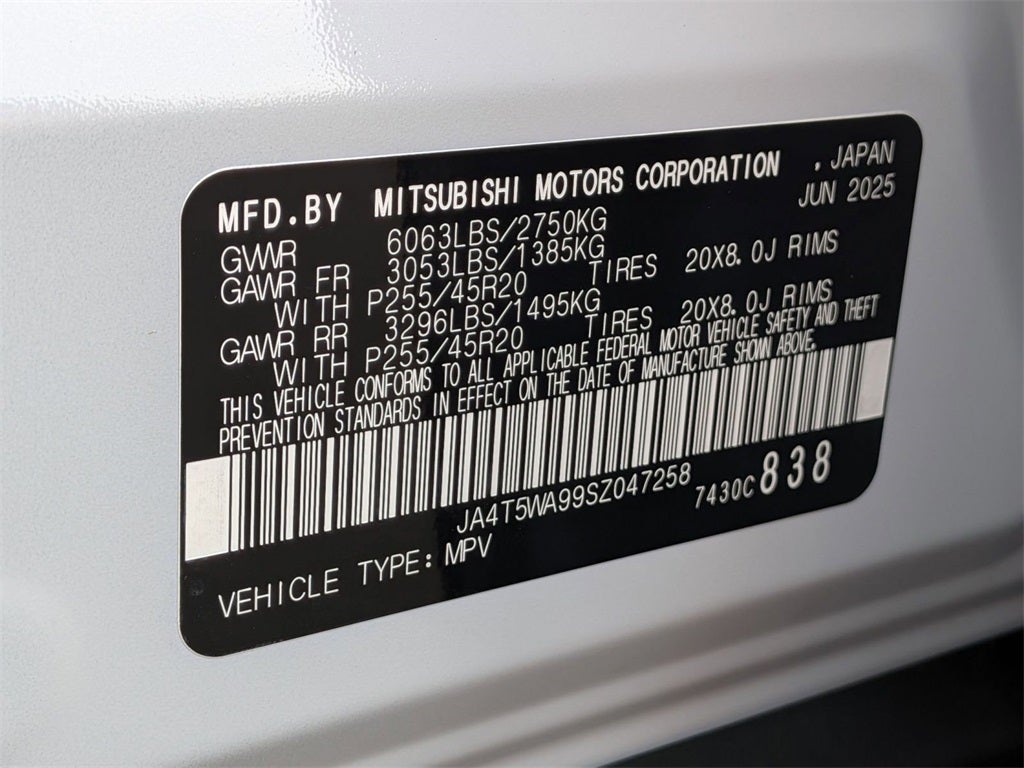 MFD.BY MITSUBISHI MOTORS CORPORATION , JAPAN
JUN 2025
GVWR 6063LBS/2750KG
GAWR FR 3053LBS/1385KG
WITH P255/45R20 TIRES 20X8.0J RIMS
GAWR RR 3296LBS/1495KG
WITH P255/45R20 TIRES 20X8.0J RIMS
THIS VEHICLE CONFORMS TO ALL APPLICABLE FEDERAL MOTOR VEHICLE SAFETY AND THEFT
PREVENTION STANDARDS IN EFFECT ON THE DATE OF MANUFACTURE SHOWN ABOVE.
JA4T5WA99SZ047258 7430C838
VEHICLE TYPE: MPV